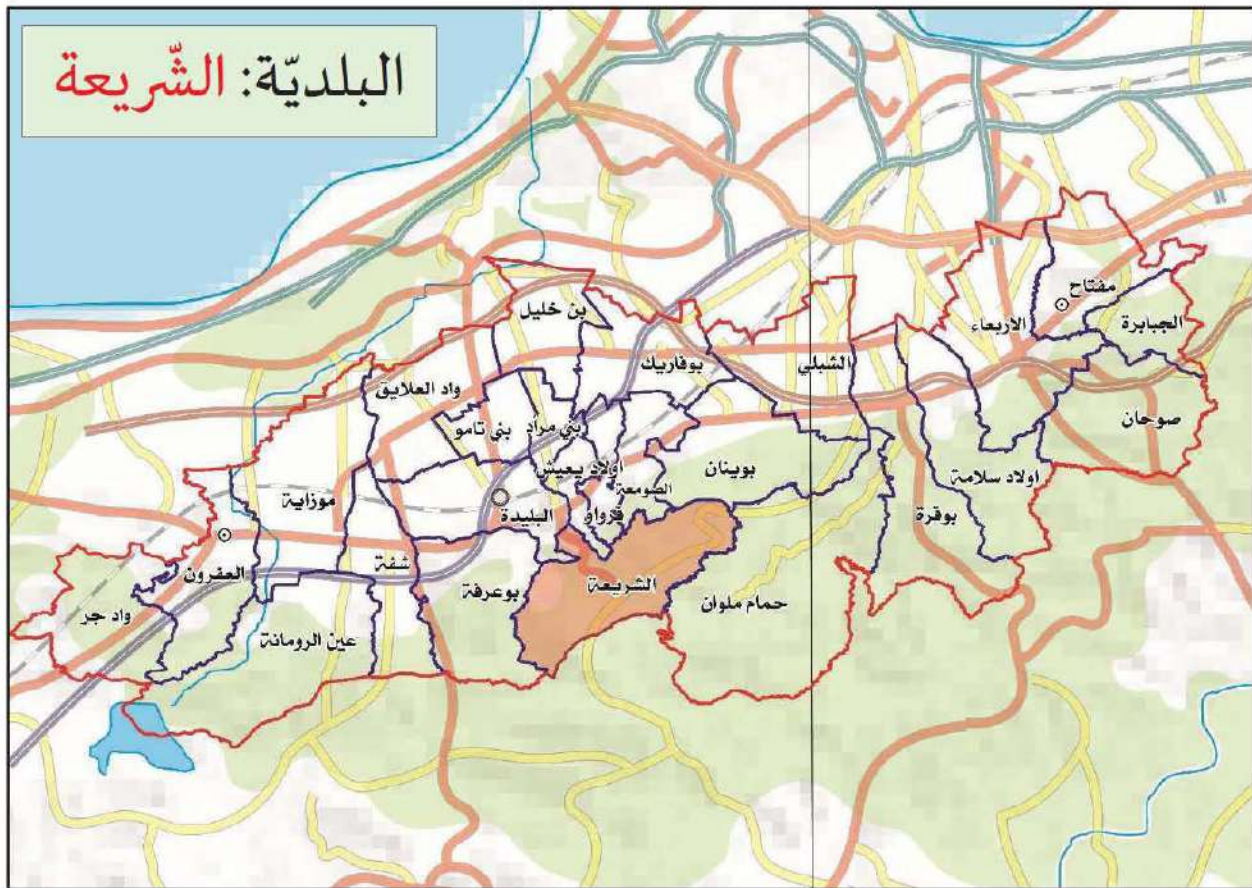 البلديّة: الشّريعة
مفتاح
الجبابرة
الاربعاء
بن خليل
الشبلي
بوفاريك
واد العلايق
صوحان
بني مراد
بني تامو
اولاد يعيش
بوينان
اولاد سلامة
الصومعة
موزاية
البليدة
قرواو
بوقرة
شفة
العفرون
الشريعة
بوعرفة
حمام ملوان
واد جر
عين الرومانة